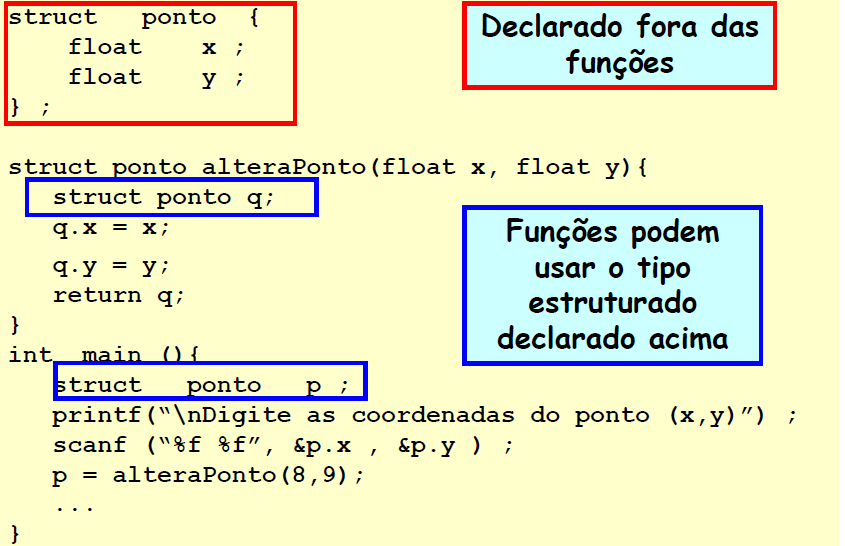 struct ponto {
float x ;
float y ;
} ;
Declarado fora das
funções
struct ponto alteraPonto(float x, float y){
struct ponto q;
q.x = x;
q.y = y;
return q;
}
Funções podem
usar o tipo
estruturado
declarado acima
int main (){
struct ponto p ;
printf(“\nDigite as coordenadas do ponto (x,y)”) ;
scanf (“%f %f”, &p.x , &p.y ) ;
p = alteraPonto(8,9);
...
}